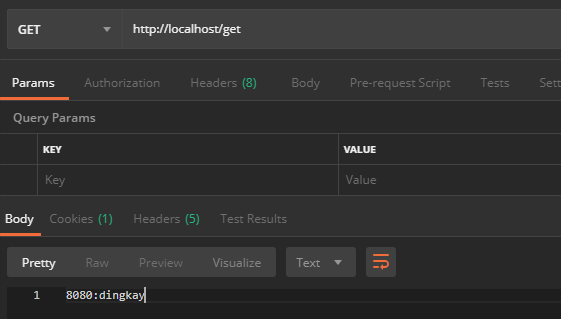 GET http://localhost/get
Params Authorization Headers (8) Body Pre-request Script Tests Sett
Query Params
KEY VALUE
Key Value
Body Cookies (1) Headers (5) Test Results
Pretty Raw Preview Visualize Text
1 8080:dingkay